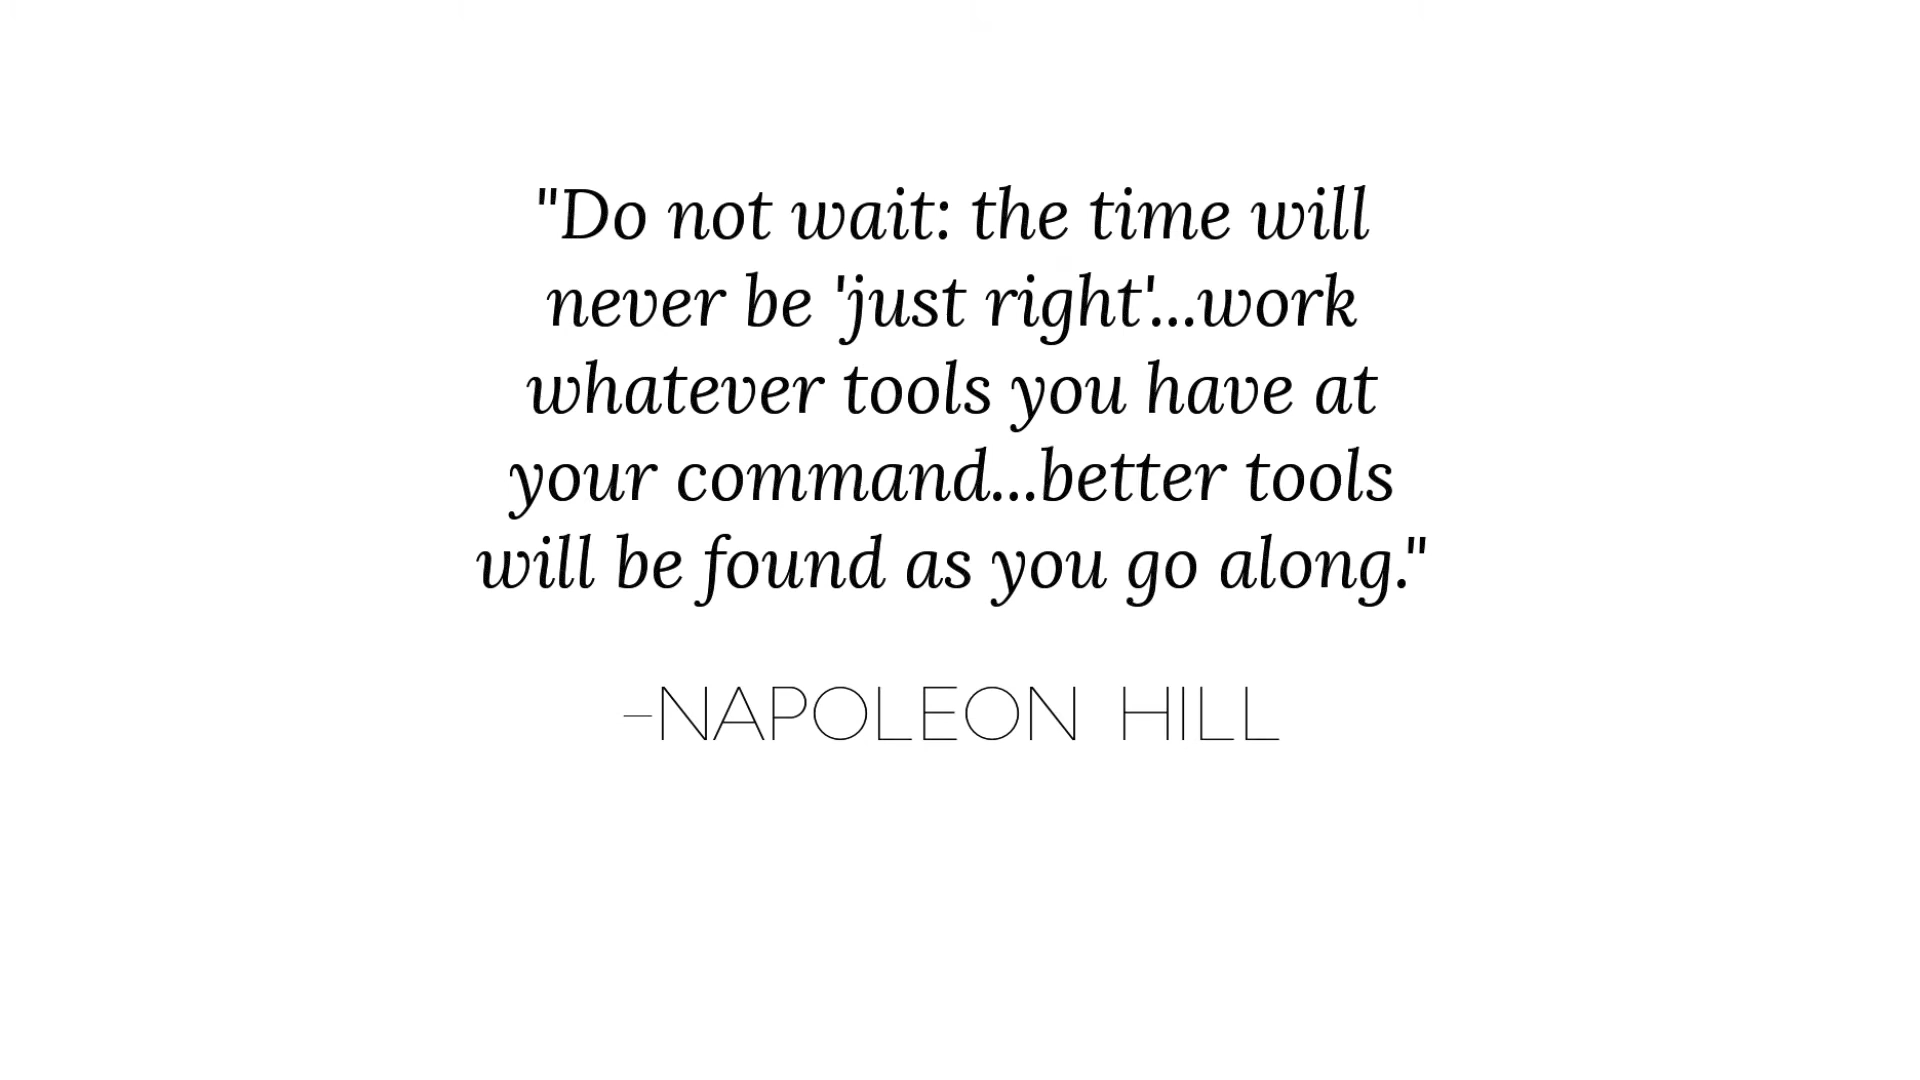 "Do not wait: the time will
never be 'just right'...work
whatever tools you have at
your command...better tools
will be found as you go along."
–NAPOLEON HILL